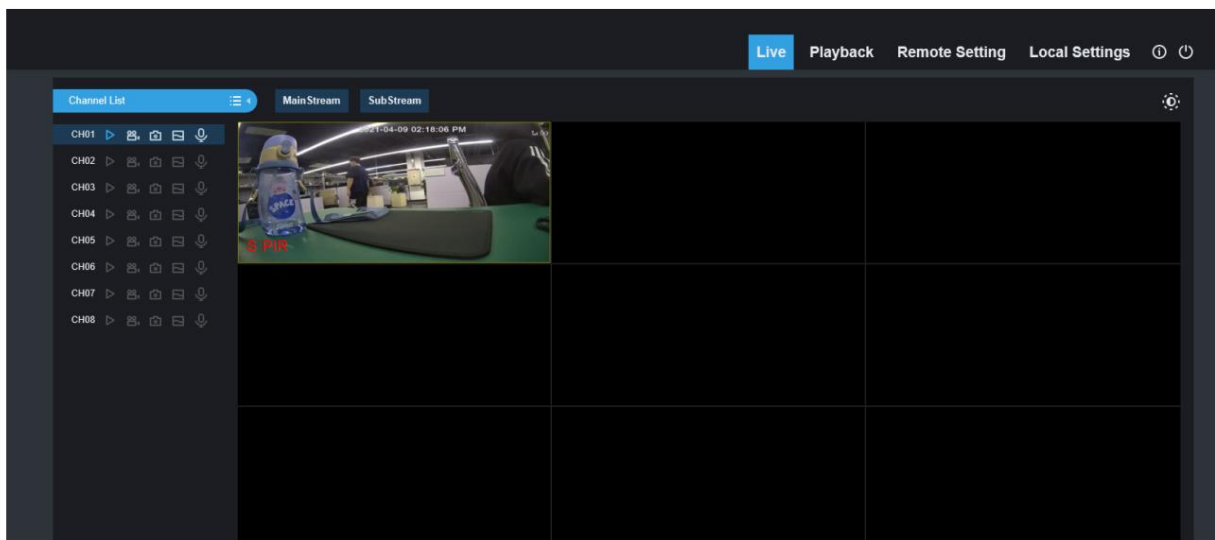 Live Playback Remote Setting Local Settings
Channel List MainStream SubStream
CH01
CH02
CH03
CH04
CH05
CH06
CH07
CH08
2021-04-09 02:18:06 PM
SPACE
S PIR